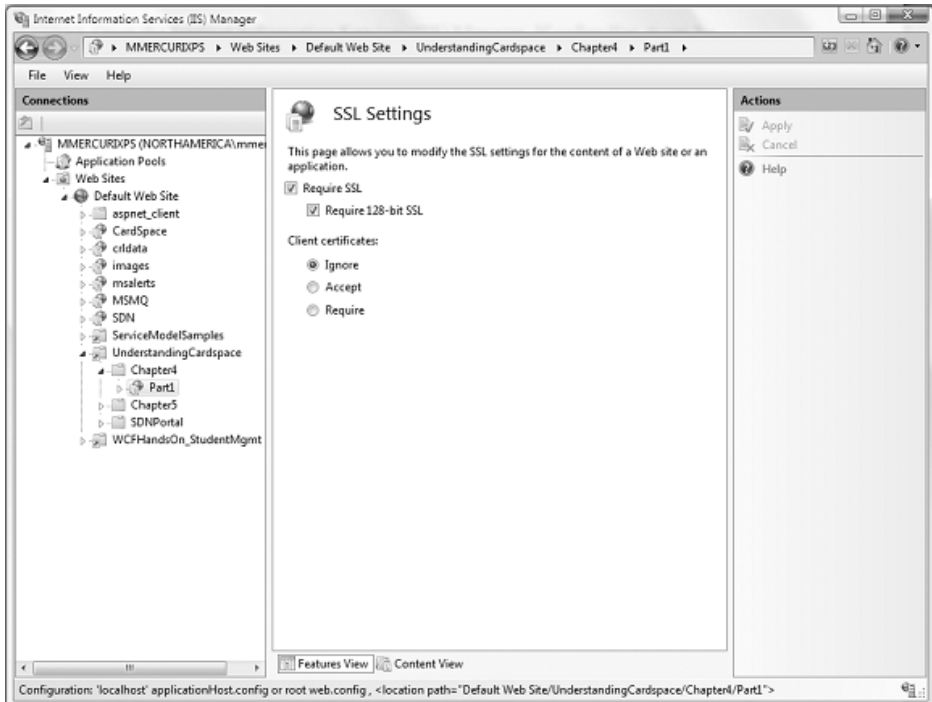 Internet Information Services (IIS) Manager
MMERCURIXPS Web Sites Default Web Site UnderstandingCardspace Chapter4 Part1
File View Help
Connections
MMERCURIXPS (NORTHAMERICA\mmer
Application Pools
Web Sites
Default Web Site
aspnet_client
CardSpace
crldata
images
msalerts
MSMQ
SDN
ServiceModelSamples
UnderstandingCardspace
Chapter4
Part1
Chapter5
SDNPortal
WCFHandsOn_StudentMgmt
SSL Settings
This page allows you to modify the SSL settings for the content of a Web site or an
application.
Require SSL
Require 128-bit SSL
Client certificates:
Ignore
Accept
Require
Features View Content View
Actions
Apply
Cancel
Help
Configuration: 'localhost' applicationHost.config or root web.config , <location path="Default Web Site/UnderstandingCardspace/Chapter4/Part1">